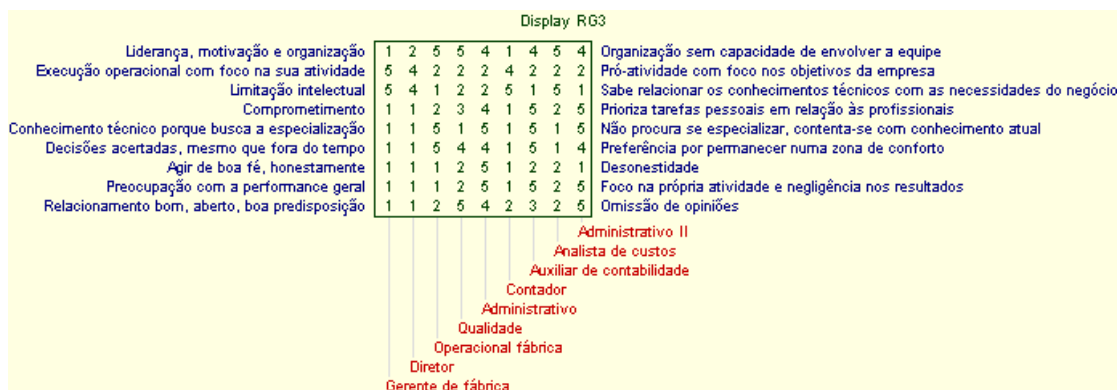 Display RG3
Liderança, motivação e organização 1 2 5 5 4 1 4 5 4 Organização sem capacidade de envolver a equipe
Execução operacional com foco na sua atividade 5 4 2 2 2 4 2 2 2 Pró-atividade com foco nos objetivos da empresa
Limitação intelectual 5 4 1 2 2 5 1 5 1 Sabe relacionar os conhecimentos técnicos com as necessidades do negócio
Comprometimento 1 1 2 3 4 1 5 2 5 Prioriza tarefas pessoais em relação às profissionais
Conhecimento técnico porque busca a especialização 1 1 5 1 5 1 5 1 5 Não procura se especializar, contenta-se com conhecimento atual
Decisões acertadas, mesmo que fora do tempo 1 1 5 4 4 1 5 1 4 Preferência por permanecer numa zona de conforto
Agir de boa fé, honestamente 1 1 1 2 5 1 2 2 1 Desonestidade
Preocupação com a performance geral 1 1 1 2 5 1 5 2 5 Foco na própria atividade e negligência nos resultados
Relacionamento bom, aberto, boa predisposição 1 1 2 5 4 2 3 2 5 Omissão de opiniões
Administrativo II
Analista de custos
Auxiliar de contabilidade
Contador
Administrativo
Qualidade
Operacional fábrica
Diretor
Gerente de fábrica